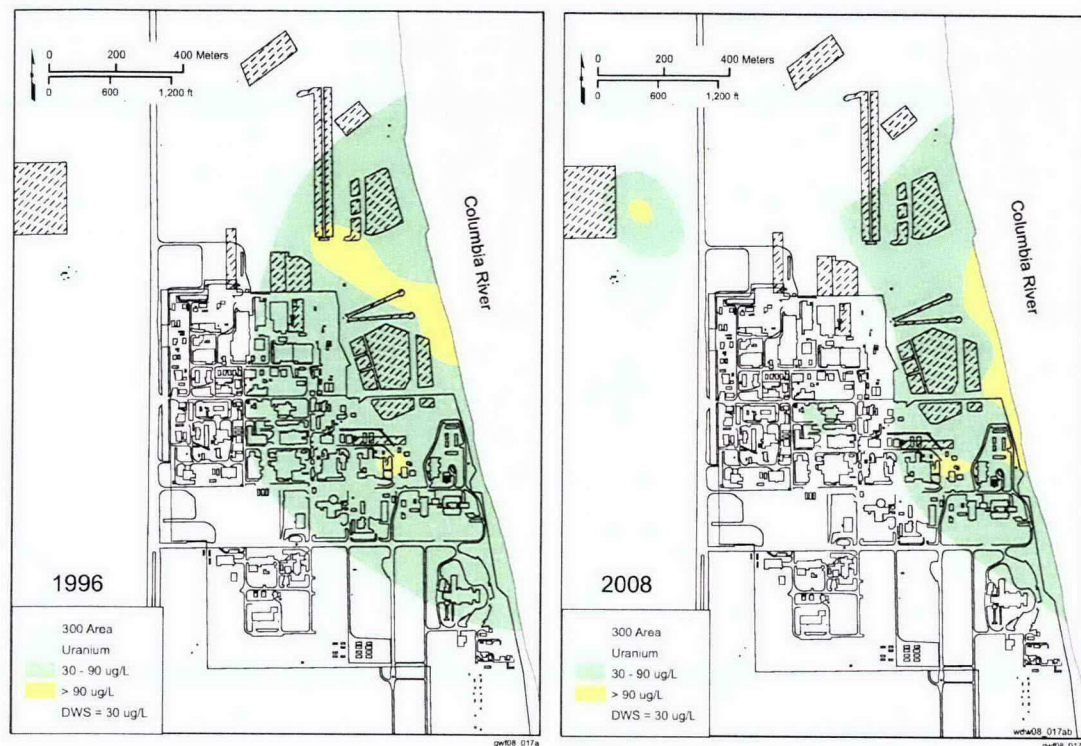 0 200 400 Meters
0 600 1,200 ft
Columbia River
1996
300 Area
Uranium
30 - 90 ug/L
> 90 ug/L
DWS = 30 ug/L
gwf08_017a
0 200 400 Meters
0 600 1,200 ft
Columbia River
2008
300 Area
Uranium
30 - 90 ug/L
> 90 ug/L
DWS = 30 ug/L
wdw08_017ab